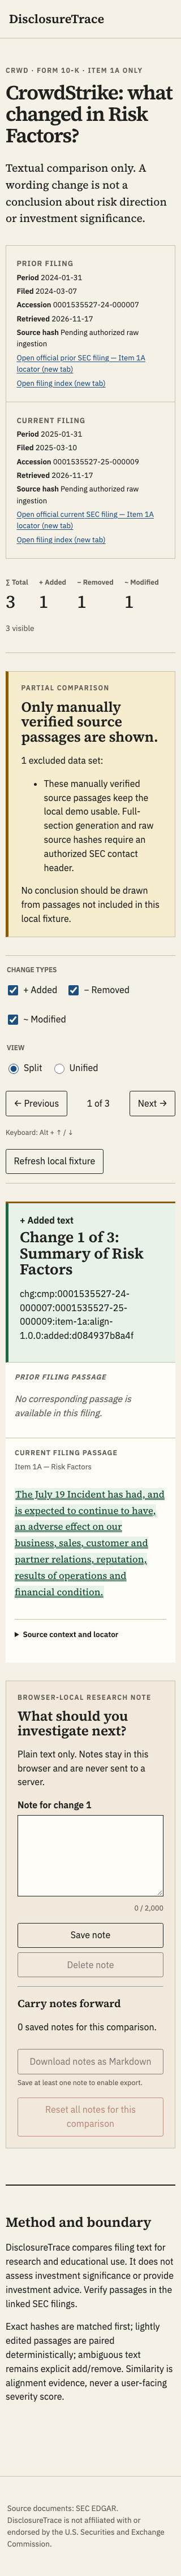 DisclosureTrace
CRWD · FORM 10-K · ITEM 1A ONLY
CrowdStrike: what
changed in Risk
Factors?
Textual comparison only. A
wording change is not a
conclusion about risk direction
or investment significance.
PRIOR FILING
Period 2024-01-31
Filed 2024-03-07
Accession 0001535527-24-000007
Retrieved 2026-11-17
Source hash Pending authorized raw
ingestion
Open official prior SEC filing — Item 1A
locator (new tab)
Open filing index (new tab)
CURRENT FILING
Period 2025-01-31
Filed 2025-03-10
Accession 0001535527-25-000009
Retrieved 2026-11-17
Source hash Pending authorized raw
ingestion
Open official current SEC filing — Item 1A
locator (new tab)
Open filing index (new tab)
∑ Total + Added − Removed ~ Modified
3 1 1 1
3 visible
PARTIAL COMPARISON
Only manually
verified source
passages are shown.
1 excluded data set:
• These manually verified
source passages keep the
local demo usable. Full-
section generation and raw
source hashes require an
authorized SEC contact
header.
No conclusion should be drawn
from passages not included in this
local fixture.
CHANGE TYPES
+ Added − Removed
~ Modified
VIEW
Split Unified
← Previous 1 of 3 Next →
Keyboard: Alt + ↑ / ↓
Refresh local fixture
+ Added text
Change 1 of 3:
Summary of Risk
Factors
chg:cmp:0001535527-24-
000007:0001535527-25-
000009:item-1a:align-
1.0.0:added:d084937b8a4f
PRIOR FILING PASSAGE
No corresponding passage is
available in this filing.
CURRENT FILING PASSAGE
Item 1A — Risk Factors
The July 19 Incident has had, and
is expected to continue to have,
an adverse effect on our
business, sales, customer and
partner relations, reputation,
results of operations and
financial condition.
▶ Source context and locator
BROWSER-LOCAL RESEARCH NOTE
What should you
investigate next?
Plain text only. Notes stay in this
browser and are never sent to a
server.
Note for change 1
0 / 2,000
Save note
Delete note
Carry notes forward
0 saved notes for this comparison.
Download notes as Markdown
Save at least one note to enable export.
Reset all notes for this
comparison
Method and boundary
DisclosureTrace compares filing text for
research and educational use. It does not
assess investment significance or provide
investment advice. Verify passages in the
linked SEC filings.
Exact hashes are matched first; lightly
edited passages are paired
deterministically; ambiguous text
remains explicit add/remove. Similarity is
alignment evidence, never a user-facing
severity score.
Source documents: SEC EDGAR.
DisclosureTrace is not affiliated with or
endorsed by the U.S. Securities and Exchange
Commission.